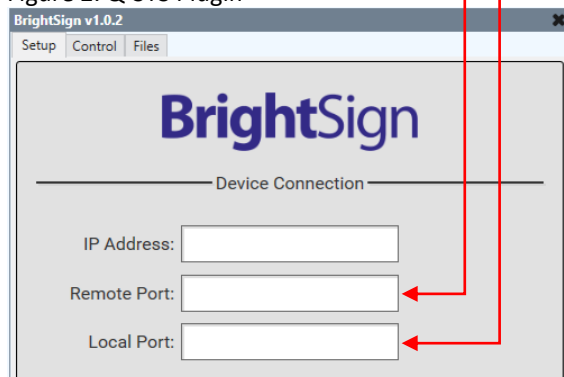 BrightSign v1.0.2
Setup Control Files
BrightSign
Device Connection
IP Address:
Remote Port:
Local Port: